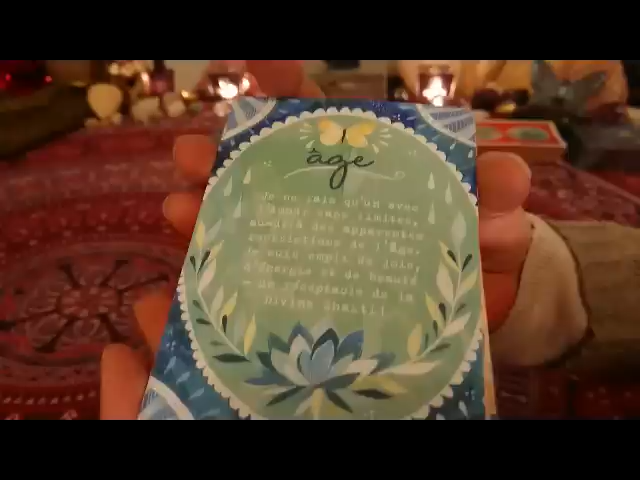 âge
Je ne fais qu'un avec
l'amour sans limites,
au-delà des apparentes
restrictions de l'âge.
Je suis empli de joie,
d'énergie et de beauté
- un réceptacle de la
Divine Shakti!